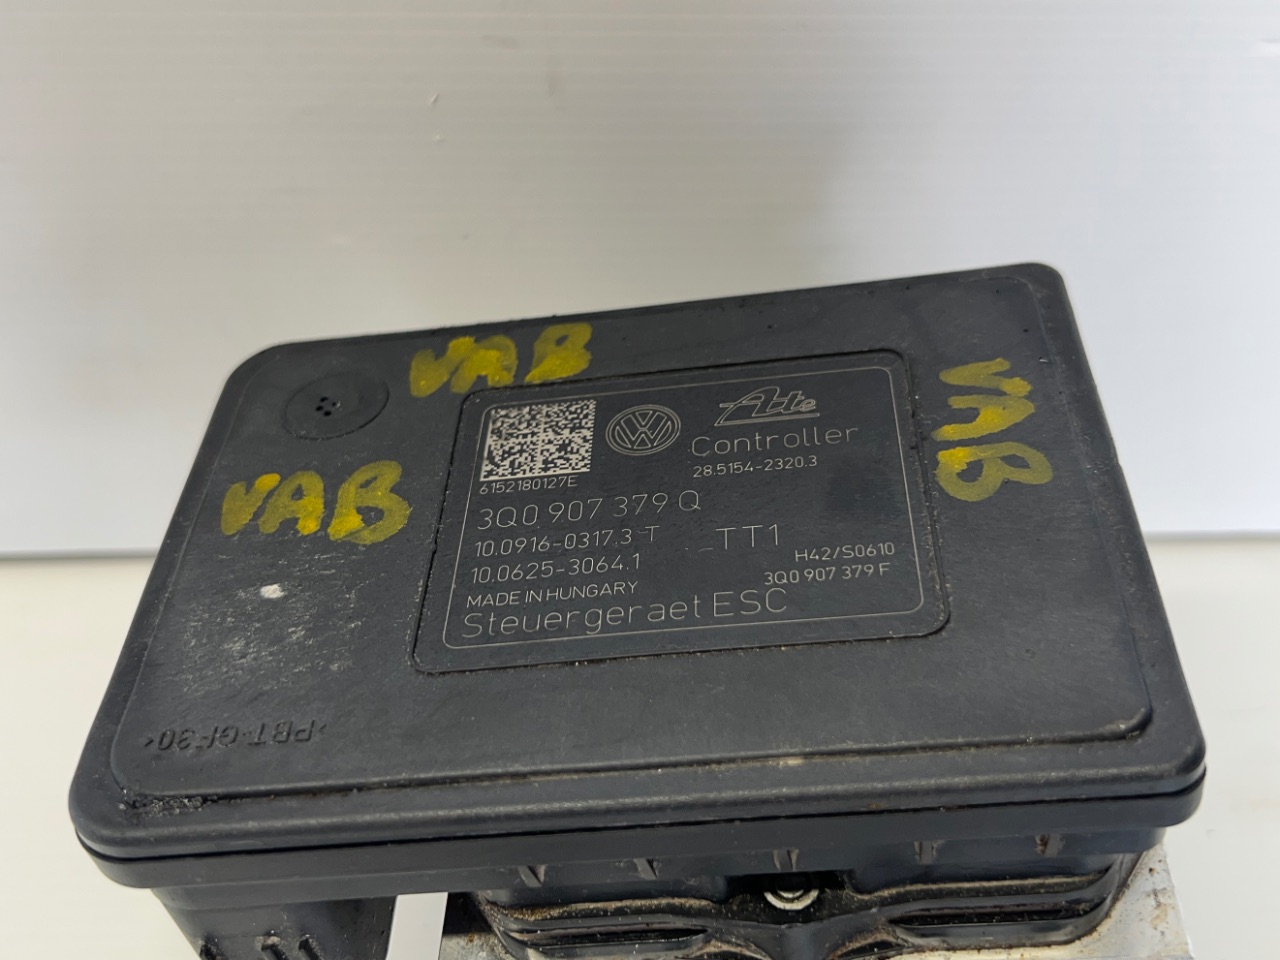 VAB
VAB
VAB
Ate
Controller
28.5154-2320.3
6152180127E
3Q0 907 379 Q
10.0916-0317.3-T
TT1
10.0625-3064.1
H42/S0610
MADE IN HUNGARY
3Q0 907 379 F
Steuergeraet ESC
>PBT-GF30<